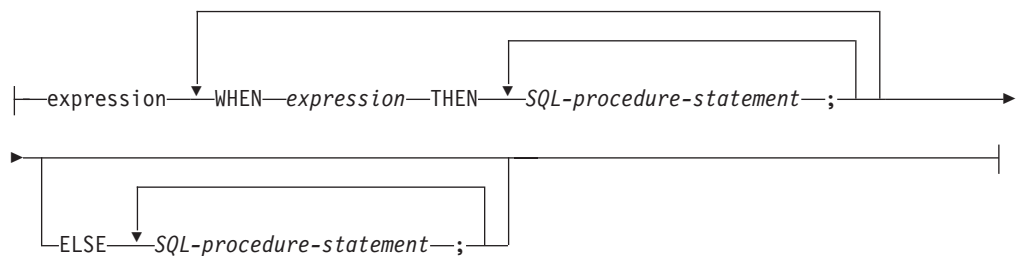 expression WHEN expression THEN SQL-procedure-statement ;
ELSE SQL-procedure-statement ;